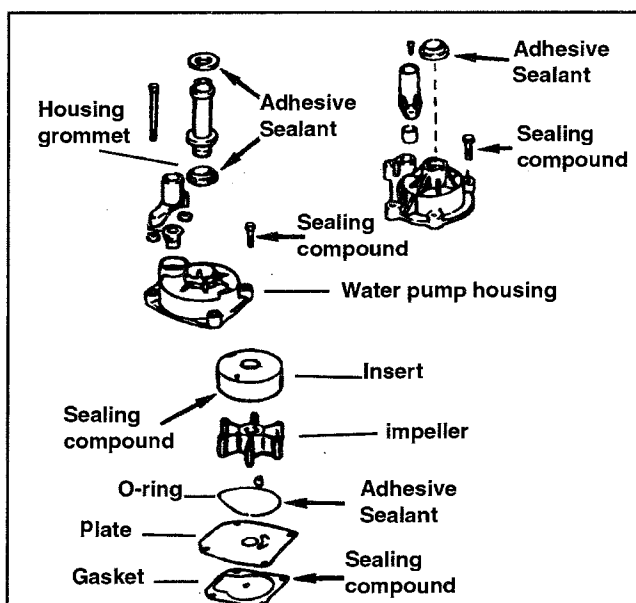 Adhesive
Sealant
Housing
grommet
Adhesive
Sealant
Sealing
compound
Sealing
compound
Water pump housing
Insert
Sealing
compound
impeller
O-ring
Adhesive
Sealant
Plate
Sealing
compound
Gasket